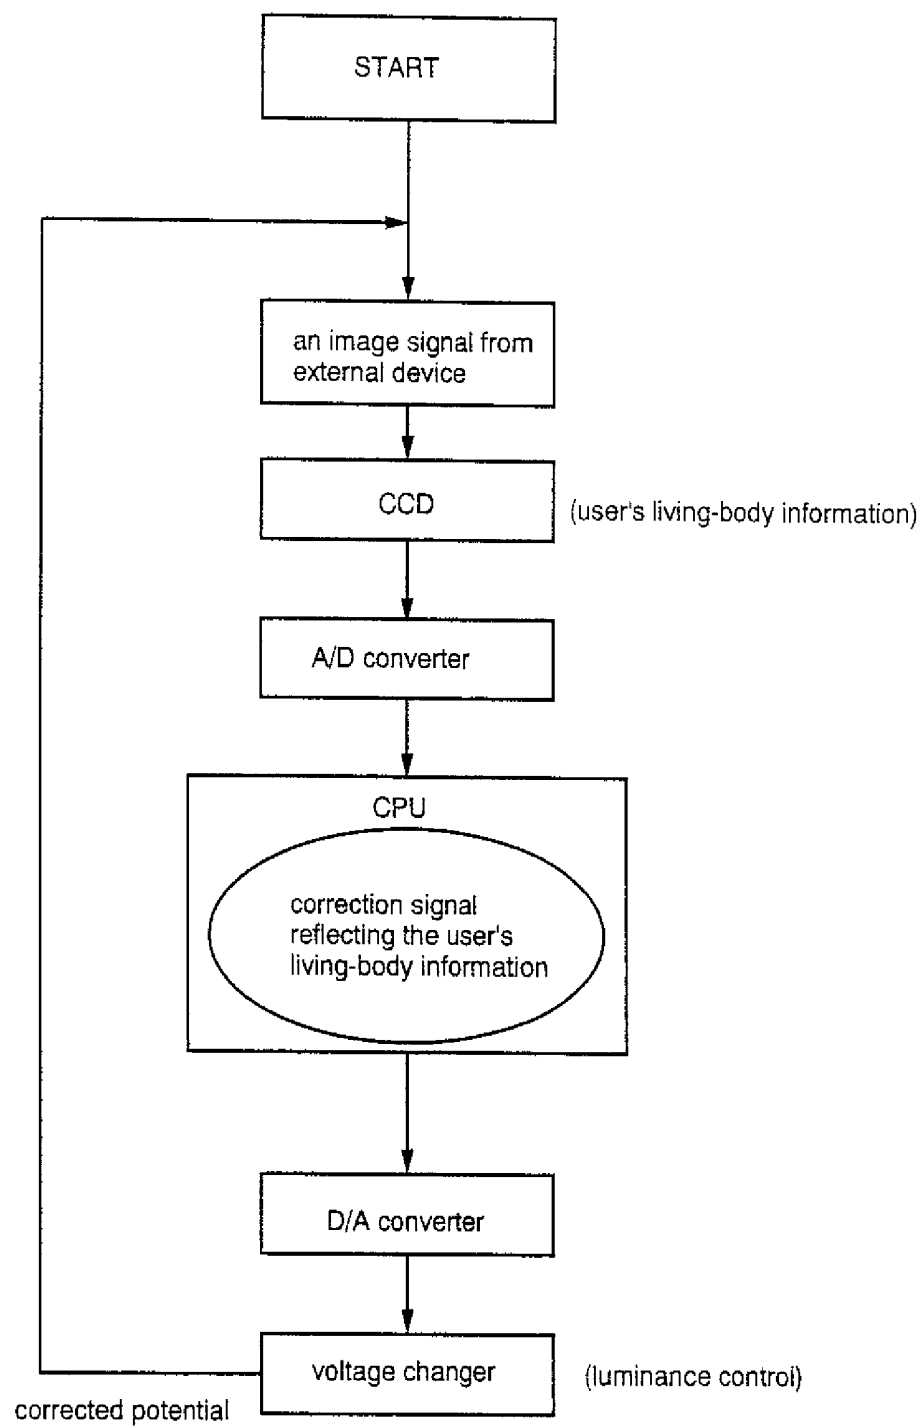 START
an image signal from
external device
CCD
(user's living-body information)
A/D converter
CPU
correction signal
reflecting the user's
living-body information
D/A converter
voltage changer
(luminance control)
corrected potential